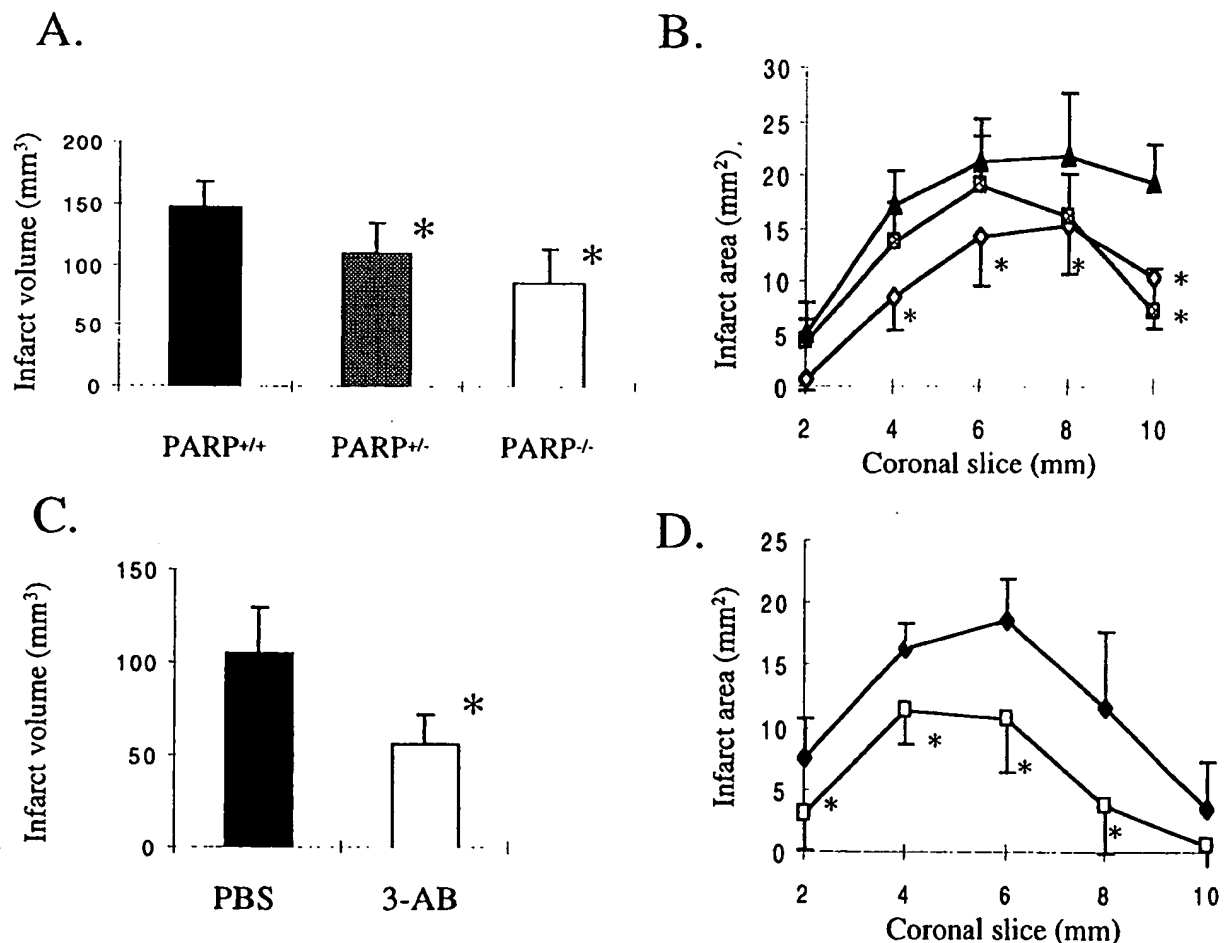 A.
Infarct volume (mm³)
200
150
100
50
0
*
*
PARP+/+
PARP+/-
PARP-/-
B.
Infarct area (mm²).
30
25
20
15
10
5
0
*
*
*
*
*
2
4
6
8
10
Coronal slice (mm)
C.
Infarct volume (mm³)
150
100
50
0
*
PBS
3-AB
D.
Infarct area (mm²)
25
20
15
10
5
0
*
*
*
*
2
4
6
8
10
Coronal slice (mm)